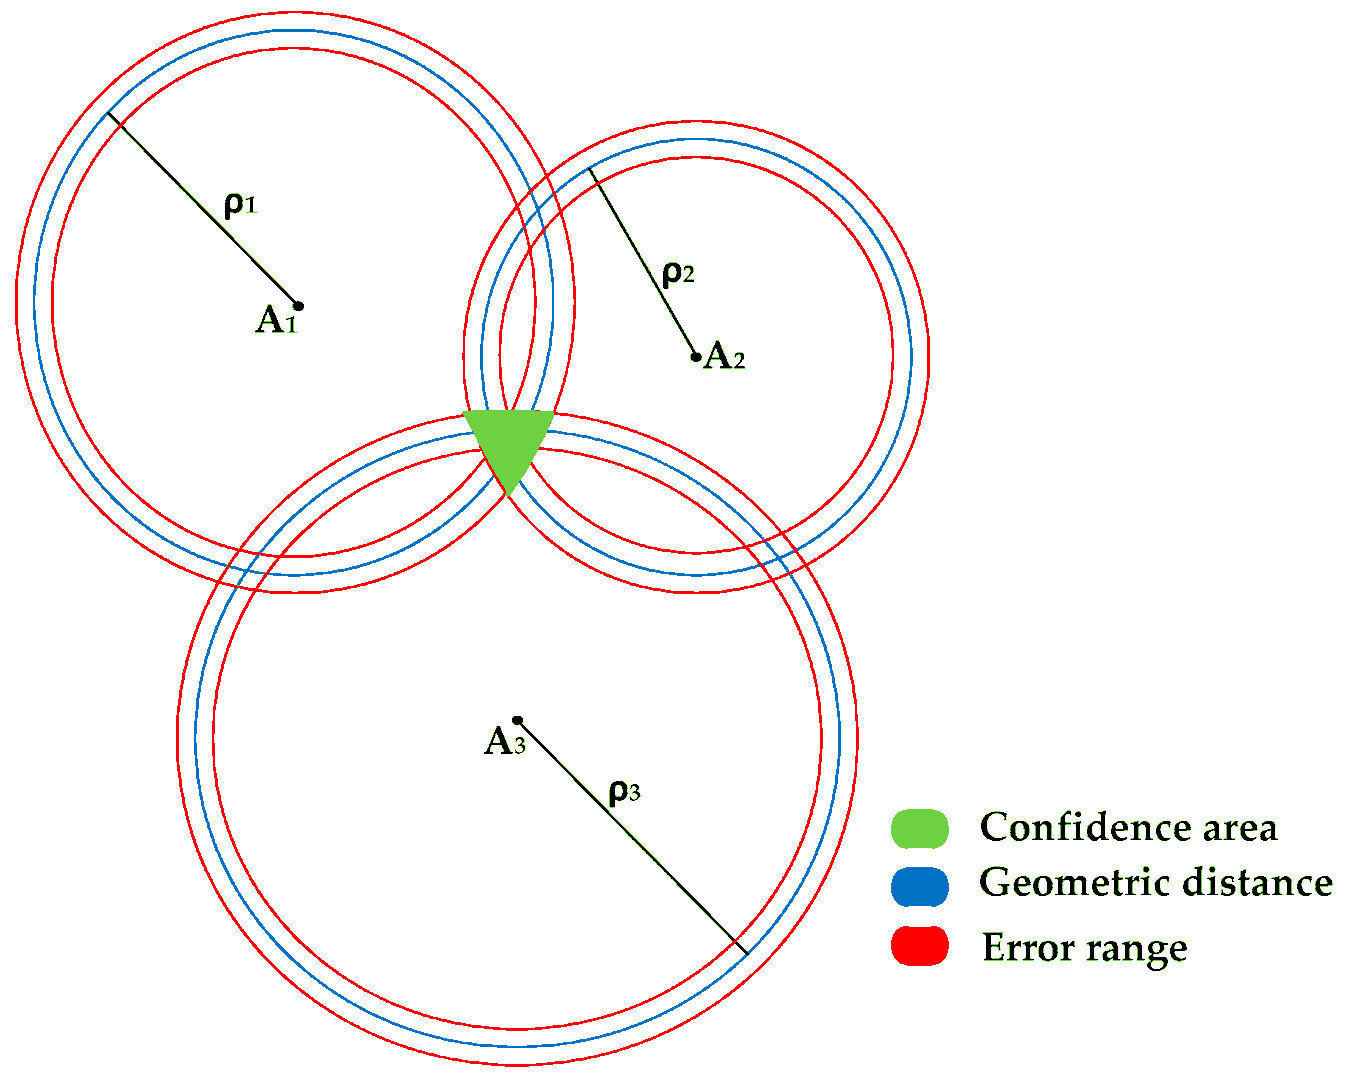 ρ1
ρ2
A1
A2
A3
ρ3
Confidence area
Geometric distance
Error range